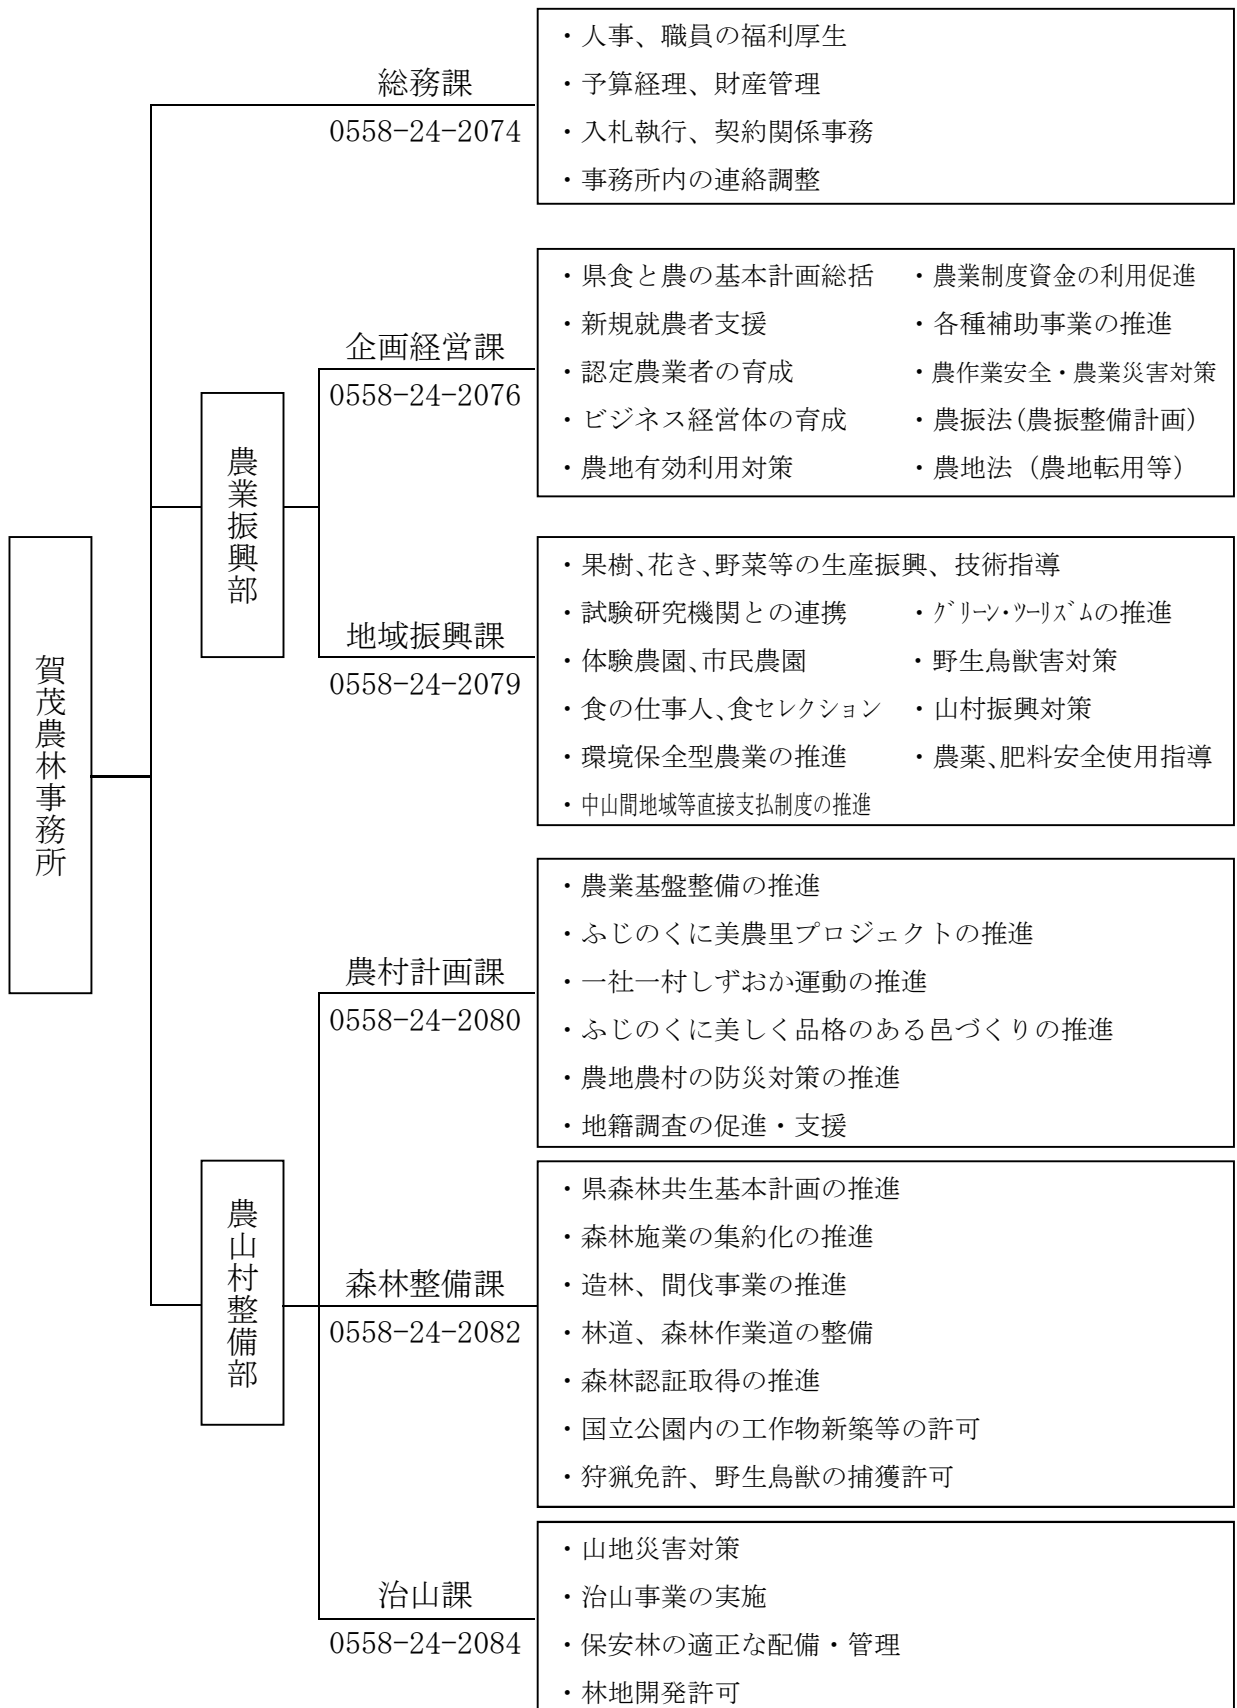 賀茂農林事務所
総務課
0558-24-2074
・人事、職員の福利厚生
・予算経理、財産管理
・入札執行、契約関係事務
・事務所内の連絡調整
農業振興部
企画経営課
0558-24-2076
・県食と農の基本計画総括 ・農業制度資金の利用促進
・新規就農者支援 ・各種補助事業の推進
・認定農業者の育成 ・農作業安全・農業災害対策
・ビジネス経営体の育成 ・農振法(農振整備計画)
・農地有効利用対策 ・農地法（農地転用等）
地域振興課
0558-24-2079
・果樹、花き、野菜等の生産振興、技術指導
・試験研究機関との連携 ・ｸﾞﾘｰﾝ・ﾂｰﾘｽﾞﾑの推進
・体験農園、市民農園 ・野生鳥獣害対策
・食の仕事人、食セレクション ・山村振興対策
・環境保全型農業の推進 ・農薬、肥料安全使用指導
・中山間地域等直接支払制度の推進
農山村整備部
農村計画課
0558-24-2080
・農業基盤整備の推進
・ふじのくに美農里プロジェクトの推進
・一社一村しずおか運動の推進
・ふじのくに美しく品格のある邑づくりの推進
・農地農村の防災対策の推進
・地籍調査の促進・支援
森林整備課
0558-24-2082
・県森林共生基本計画の推進
・森林施業の集約化の推進
・造林、間伐事業の推進
・林道、森林作業道の整備
・森林認証取得の推進
・国立公園内の工作物新築等の許可
・狩猟免許、野生鳥獣の捕獲許可
治山課
0558-24-2084
・山地災害対策
・治山事業の実施
・保安林の適正な配備・管理
・林地開発許可